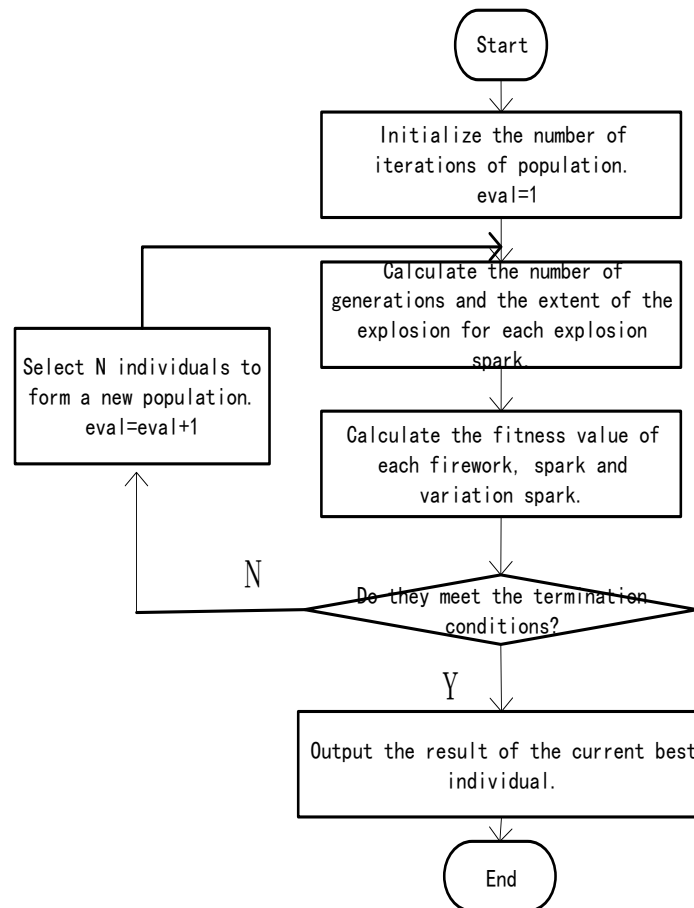 Start
Initialize the number of
iterations of population.
eval=1
Calculate the number of
generations and the extent of the
explosion for each explosion
spark.
Select N individuals to
form a new population.
eval=eval+1
Calculate the fitness value of
each firework, spark and
variation spark.
N
Do they meet the termination
conditions?
Y
Output the result of the current best
individual.
End